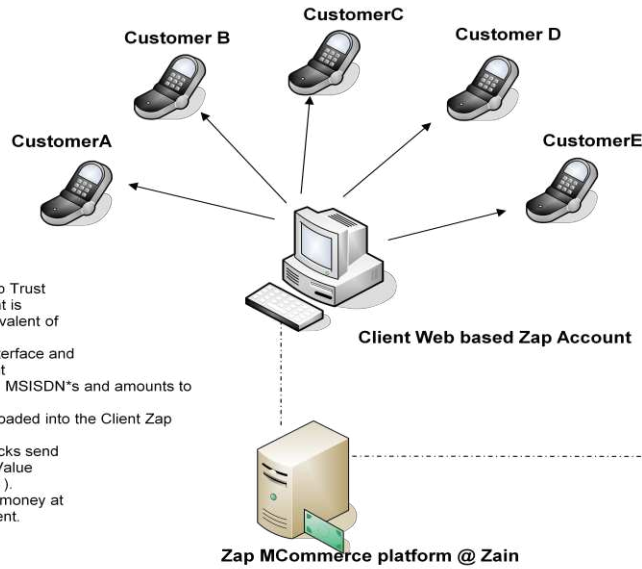 CustomerC
Customer B
Customer D
CustomerA
CustomerE
Trust
t is
valent of
erface and
t
MSISDN*s and amounts to
oaded into the Client Zap
cks send
Value
).
money at
ent.
Client Web based Zap Account
Zap MCommerce platform @ Zain